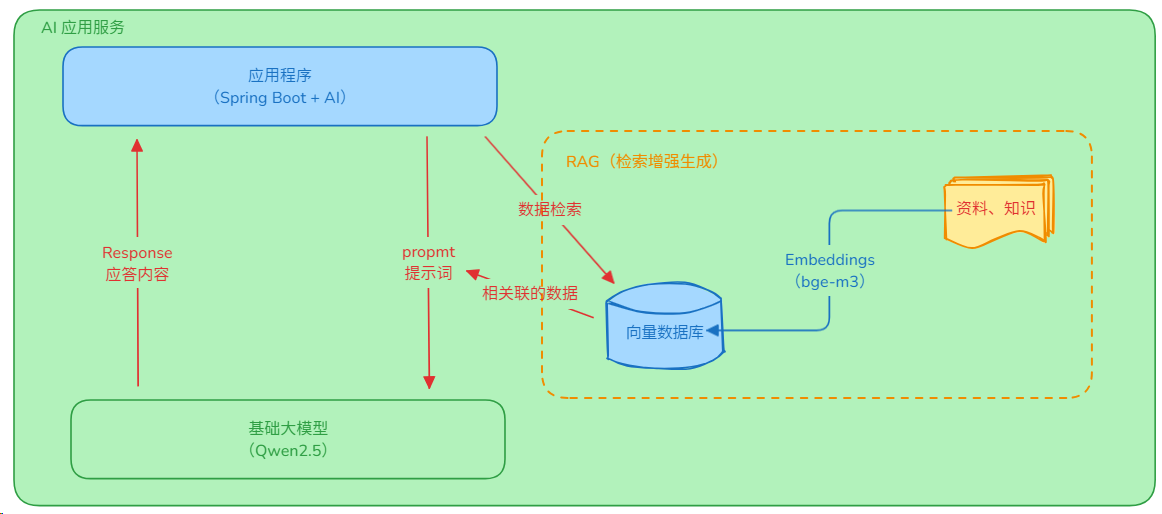 AI 应用服务
应用程序
（Spring Boot + AI）
RAG（检索增强生成）
资料、知识
数据检索
Response
应答内容
propmt
提示词
Embeddings
（bge-m3）
相关联的数据
向量数据库
基础大模型
（Qwen2.5）